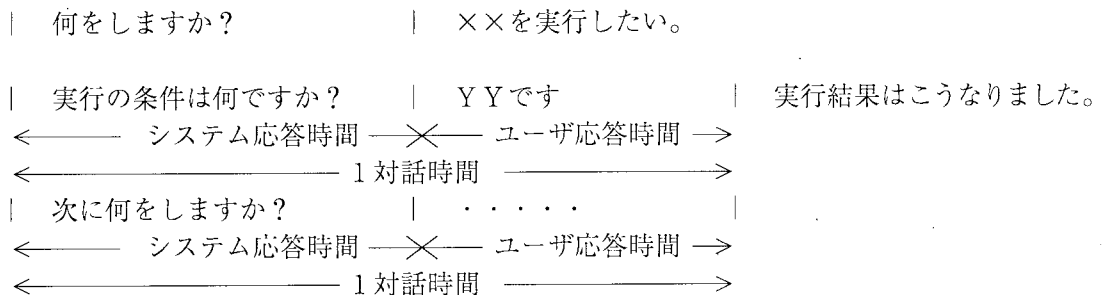 何をしますか? ××を実行したい。
実行の条件は何ですか? YYです 実行結果はこうなりました。
システム応答時間 ユーザ応答時間
1対話時間
次に何をしますか? ・・・・・
システム応答時間 ユーザ応答時間
1対話時間